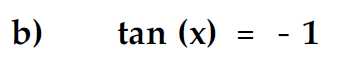 b) tan (x) = - 1